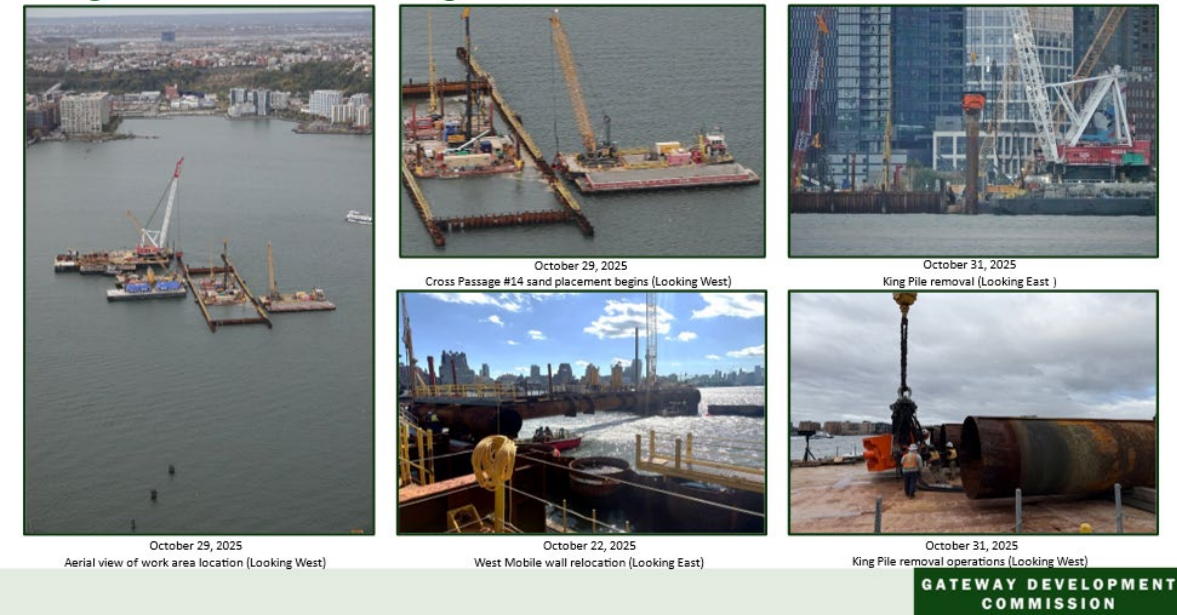 October 29, 2025
Cross Passage #14 sand placement begins (Looking West)
October 31, 2025
King Pile removal (Looking East )
October 29, 2025
Aerial view of work area location (Looking West)
October 22, 2025
West Mobile wall relocation (Looking East)
October 31, 2025
King Pile removal operations (Looking West)
GATEWAY DEVELOPMENT
COMMISSION